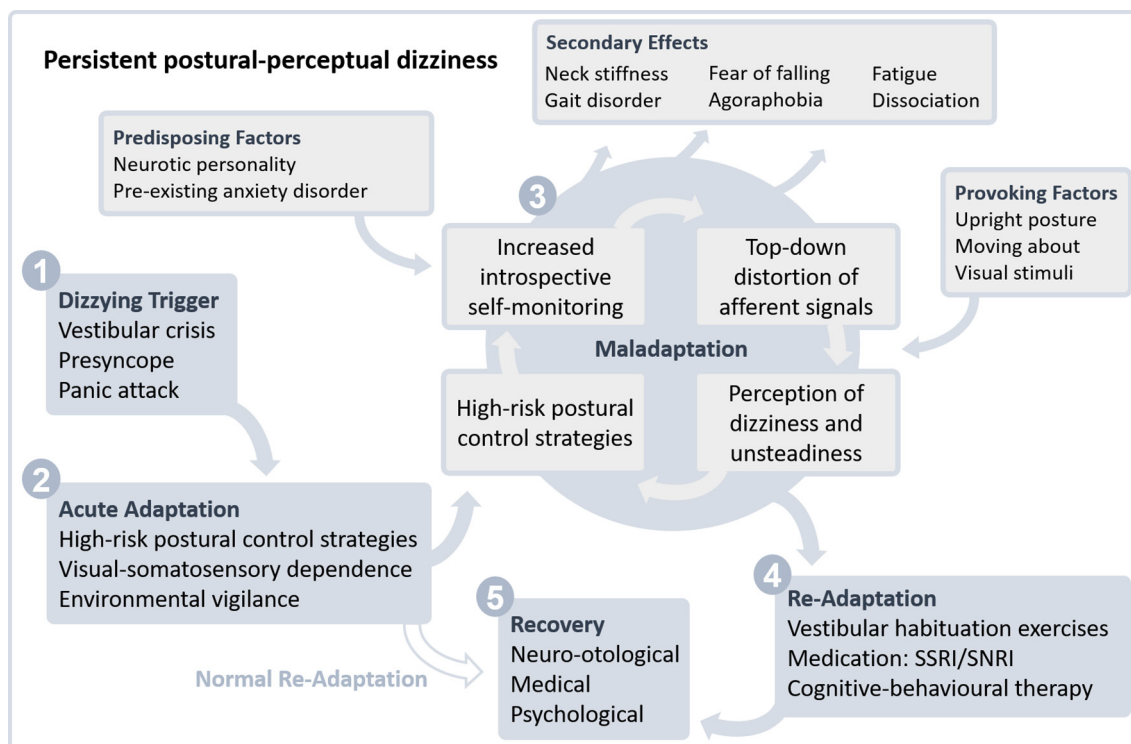 Persistent postural-perceptual dizziness
Secondary Effects
Neck stiffness Fear of falling Fatigue
Gait disorder Agoraphobia Dissociation
Predisposing Factors
Neurotic personality
Pre-existing anxiety disorder
Provoking Factors
Upright posture
Moving about
Visual stimuli
1
Dizzying Trigger
Vestibular crisis
Presyncope
Panic attack
2
Acute Adaptation
High-risk postural control strategies
Visual-somatosensory dependence
Environmental vigilance
3
Increased
introspective
self-monitoring
Top-down
distortion of
afferent signals
Maladaptation
High-risk postural
control strategies
Perception of
dizziness and
unsteadiness
4
Re-Adaptation
Vestibular habituation exercises
Medication: SSRI/SNRI
Cognitive-behavioural therapy
5
Recovery
Neuro-otological
Medical
Psychological
Normal Re-Adaptation